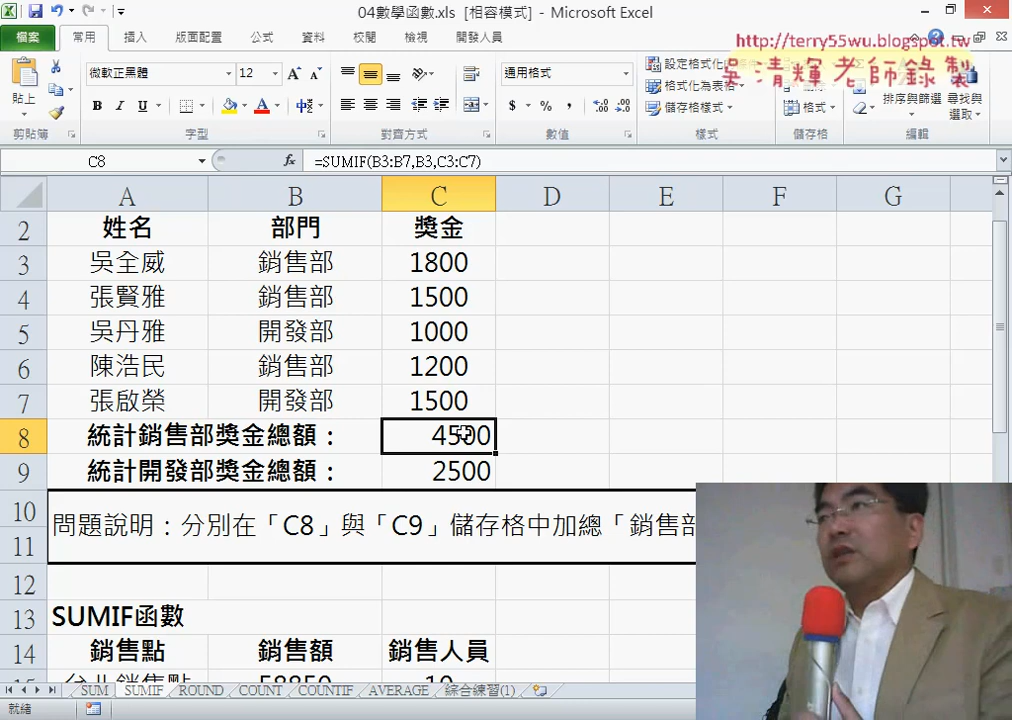 04數學函數.xls [相容模式] - Microsoft Excel
檔案 常用 插入 版面配置 公式 資料 校閱 檢視 開發人員
http://terry55wu.blogspot.tw
吳清輝老師錄製
貼上
微軟正黑體 12
通用格式
設定格式化
格式化為表格
儲存格樣式
格式
排序與篩選 尋找與
選取
剪貼簿 字型 對齊方式 數值 樣式 儲存格 編輯
C8 fx =SUMIF(B3:B7,B3,C3:C7)
A B C D E F G
2 姓名 部門 獎金
3 吳全威 銷售部 1800
4 張賢雅 銷售部 1500
5 吳丹雅 開發部 1000
6 陳浩民 銷售部 1200
7 張啟榮 開發部 1500
8 統計銷售部獎金總額： 4500
9 統計開發部獎金總額： 2500
10
問題說明：分別在「C8」與「C9」儲存格中加總「銷售部
11
12
13 SUMIF函數
14 銷售點 銷售額 銷售人員
15 台北銷售點 58850 10
SUM SUMIF ROUND COUNT COUNTIF AVERAGE 綜合練習(1)
就緒